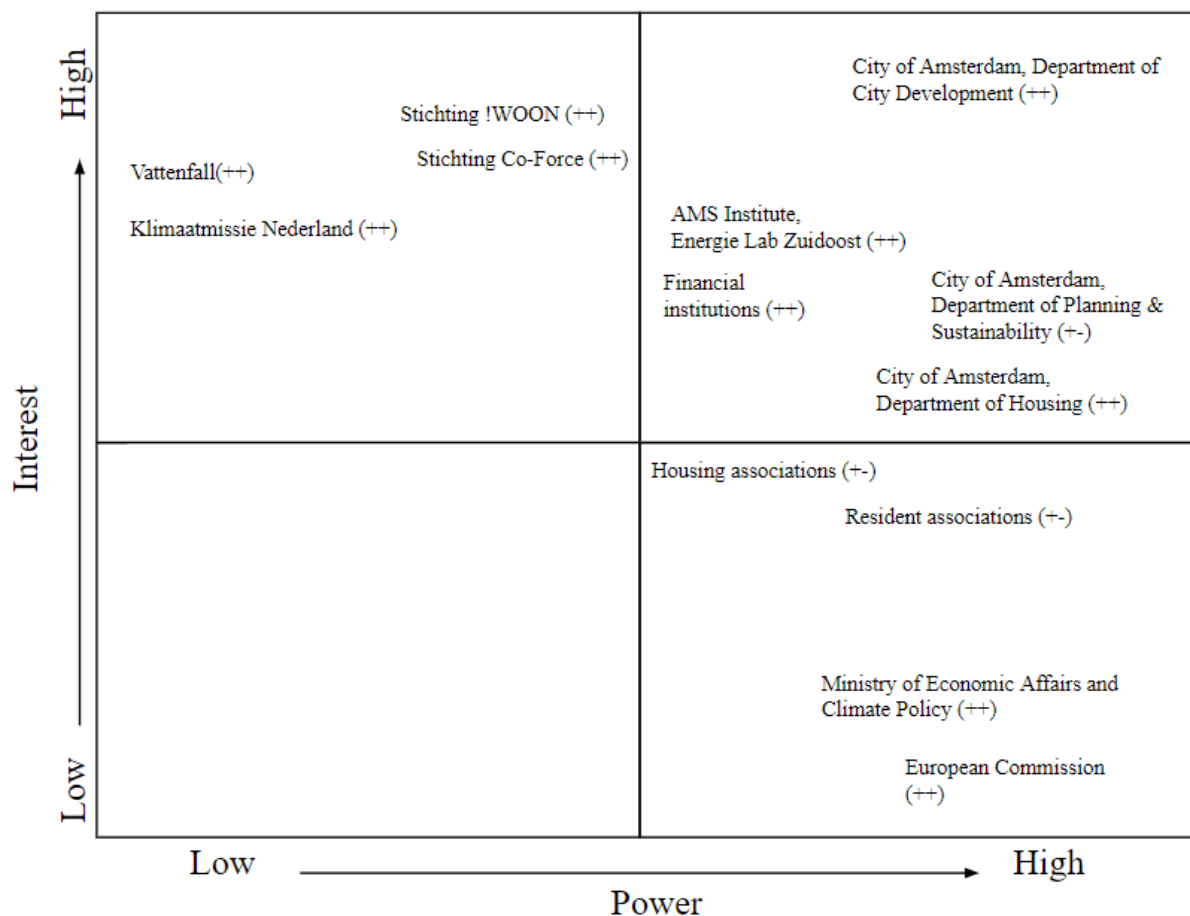 High
City of Amsterdam, Department of
City Development (++)
Stichting !WOON (++)
Stichting Co-Force (++)
Vattenfall(++)
Klimaatmissie Nederland (++)
AMS Institute,
Energie Lab Zuidoost (++)
Financial
institutions (++)
City of Amsterdam,
Department of Planning &
Sustainability (+-)
City of Amsterdam,
Department of Housing (++)
Interest
Housing associations (+-)
Resident associations (+-)
Ministry of Economic Affairs and
Climate Policy (++)
European Commission
(++)
Low
Low
High
Power